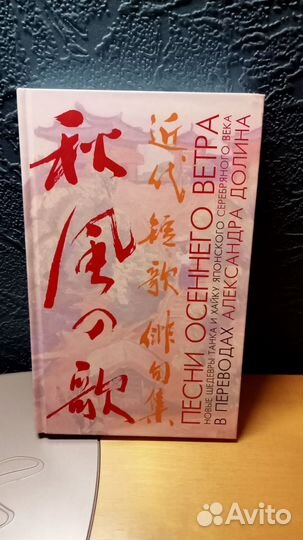 秋風の歌
近代短歌俳句集
ПЕСНИ ОСЕННЕГО ВЕТРА
НОВЫЕ ШЕДЕВРЫ ТАНКА И ХАЙКУ ЯПОНСКОГО СЕРЕБРЯНОГО ВЕКА
В ПЕРЕВОДАХ АЛЕКСАНДРА ДОЛИНА
Avito